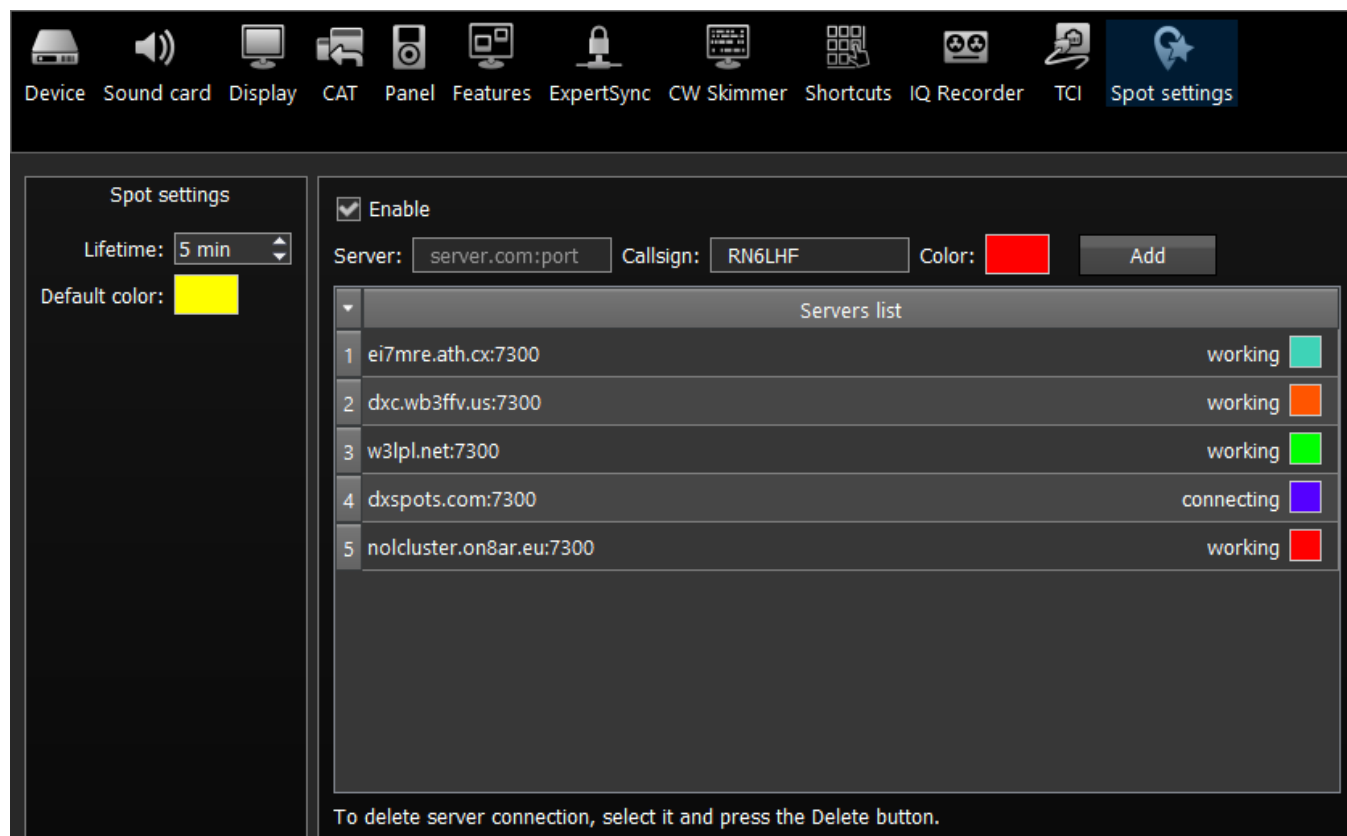 Device Sound card Display CAT Panel Features ExpertSync CW Skimmer Shortcuts IQ Recorder TCI Spot settings
Spot settings
Lifetime: 5 min
Default color:
Enable
Server: server.com:port Callsign: RN6LHF Color: Add
Servers list
1 ei7mre.ath.cx:7300 working
2 dxc.wb3ffv.us:7300 working
3 w3lpl.net:7300 working
4 dxspots.com:7300 connecting
5 nolcluster.on8ar.eu:7300 working
To delete server connection, select it and press the Delete button.